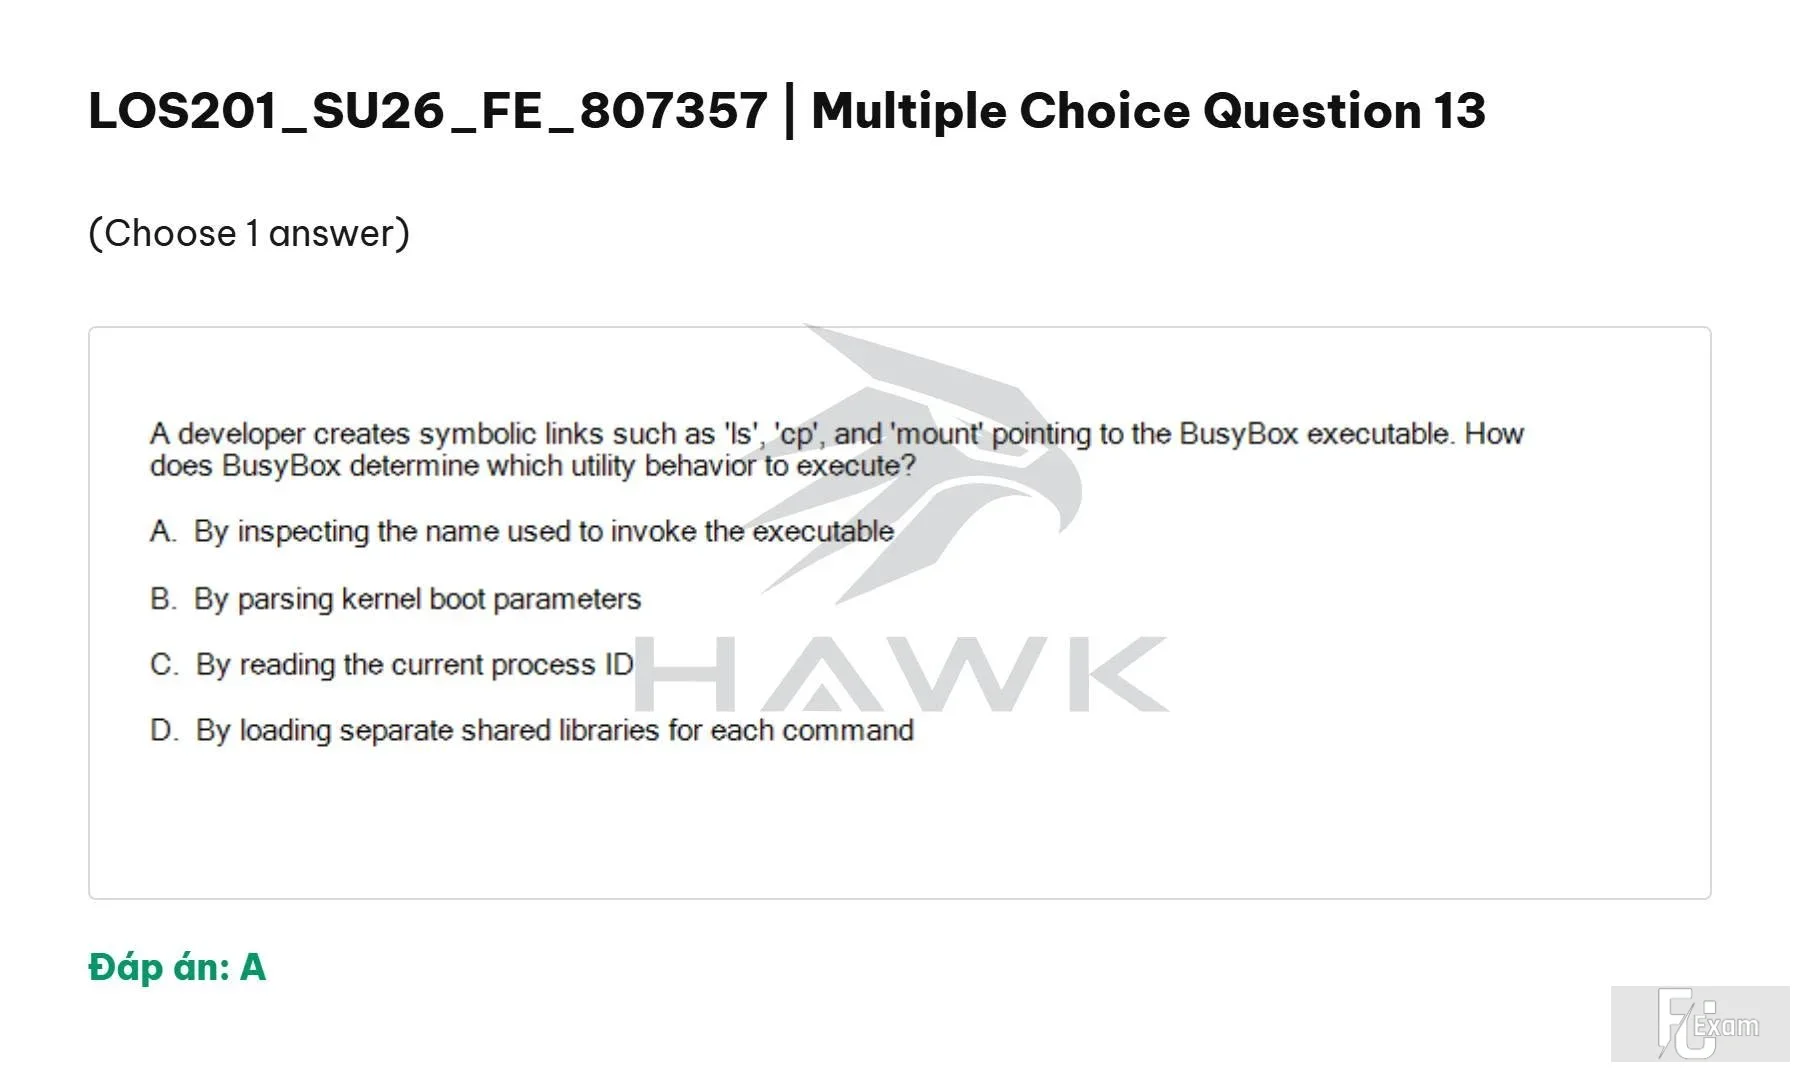 LOS201_SU26_FE_807357 | Multiple Choice Question 13
(Choose 1 answer)
A developer creates symbolic links such as 'ls', 'cp', and 'mount' pointing to the BusyBox executable. How
does BusyBox determine which utility behavior to execute?
A. By inspecting the name used to invoke the executable
B. By parsing kernel boot parameters
C. By reading the current process ID
HAWK
D. By loading separate shared libraries for each command
Đáp án: A
FU Exam